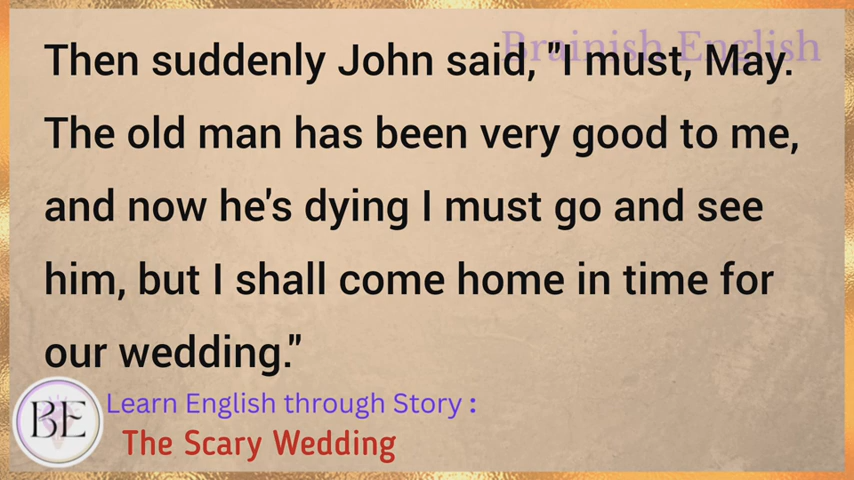 Brainish English
Then suddenly John said, "I must, May.
The old man has been very good to me,
and now he's dying I must go and see
him, but I shall come home in time for
our wedding."
BE
Learn English through Story :
The Scary Wedding